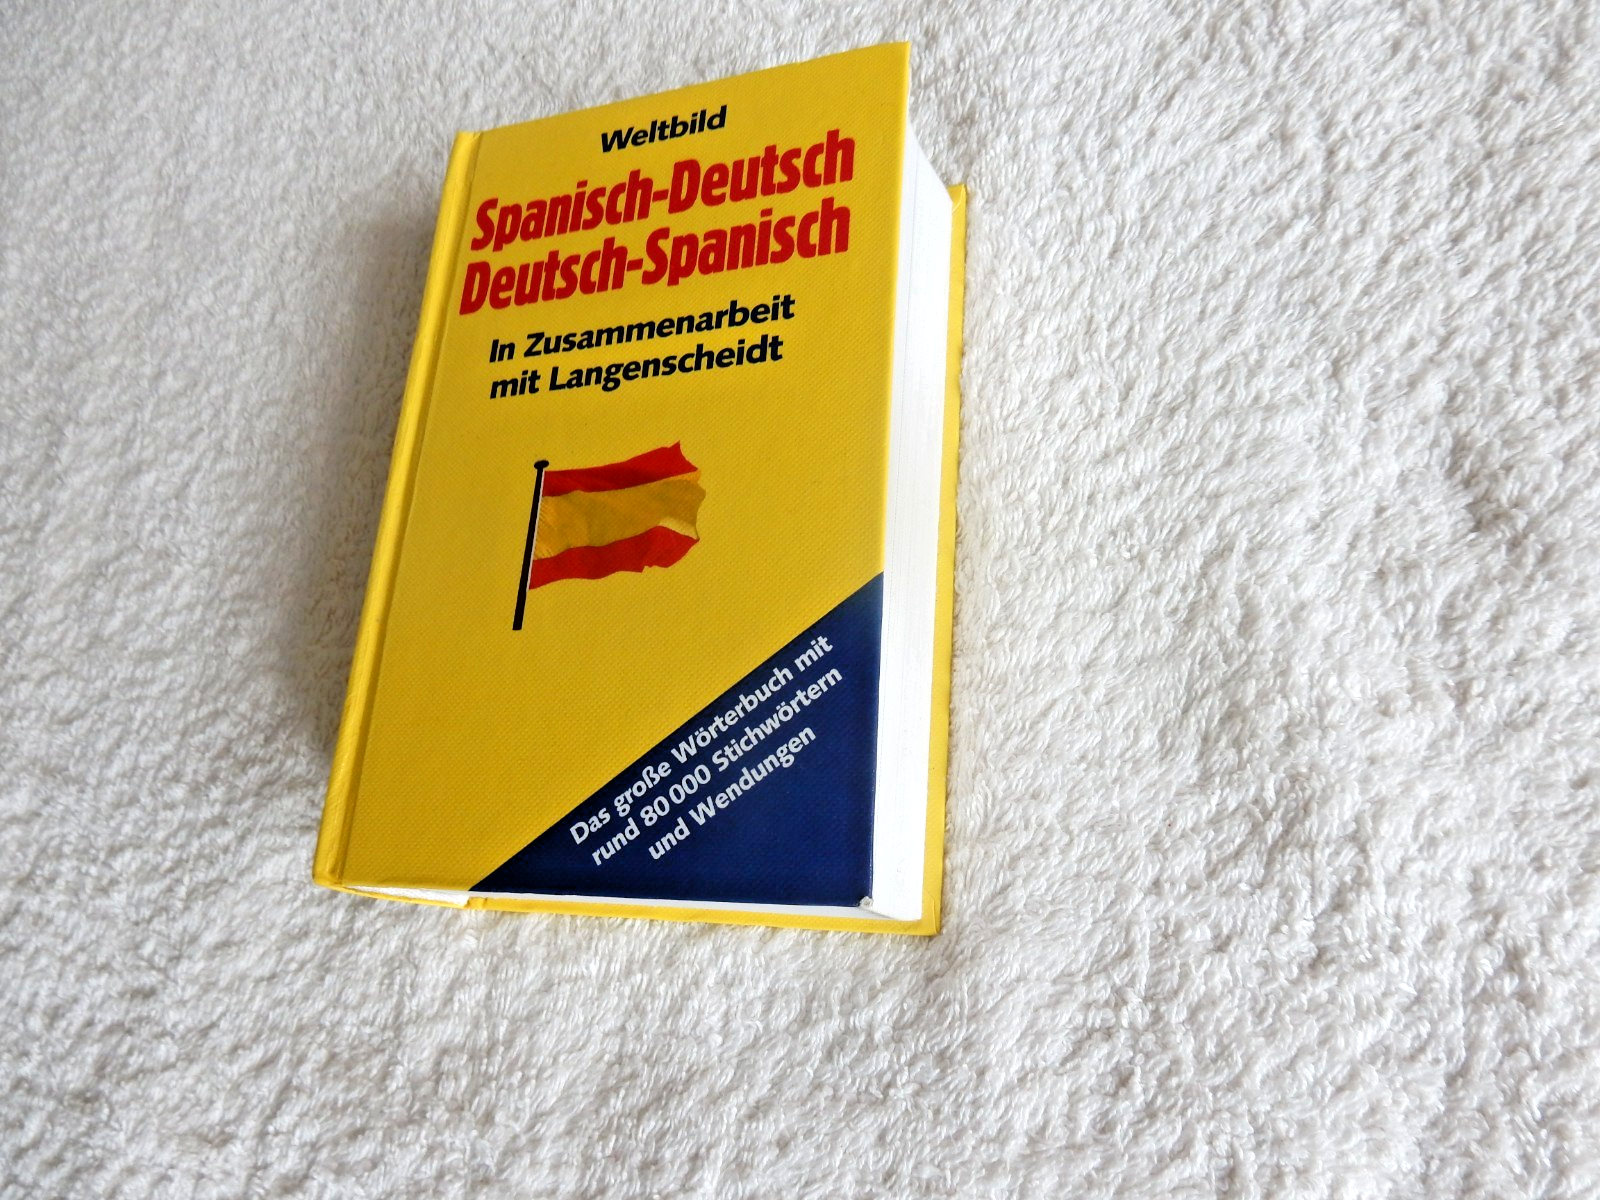 Weltbild
Spanisch-Deutsch
Deutsch-Spanisch
In Zusammenarbeit
mit Langenscheidt
Das große Wörterbuch mit
rund 80 000 Stichwörtern
und Wendungen